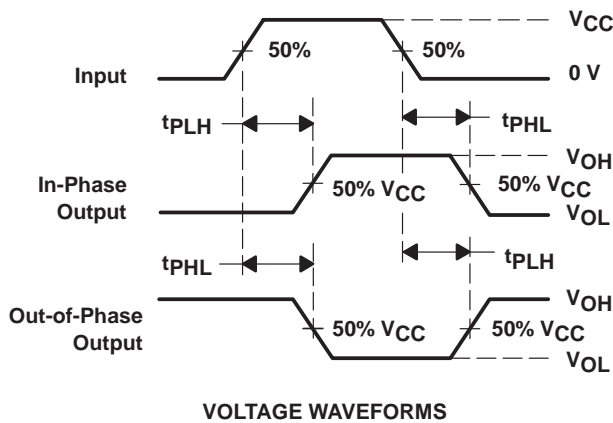 VCC
50%
50%
Input
0 V
tPLH
tPHL
VOH
In-Phase
Output
50% VCC
50%
VCC
VOL
tPHL
tPLH
VOH
Out-of-Phase
Output
50% VCC
50% VCC
VOL
VOLTAGE WAVEFORMS